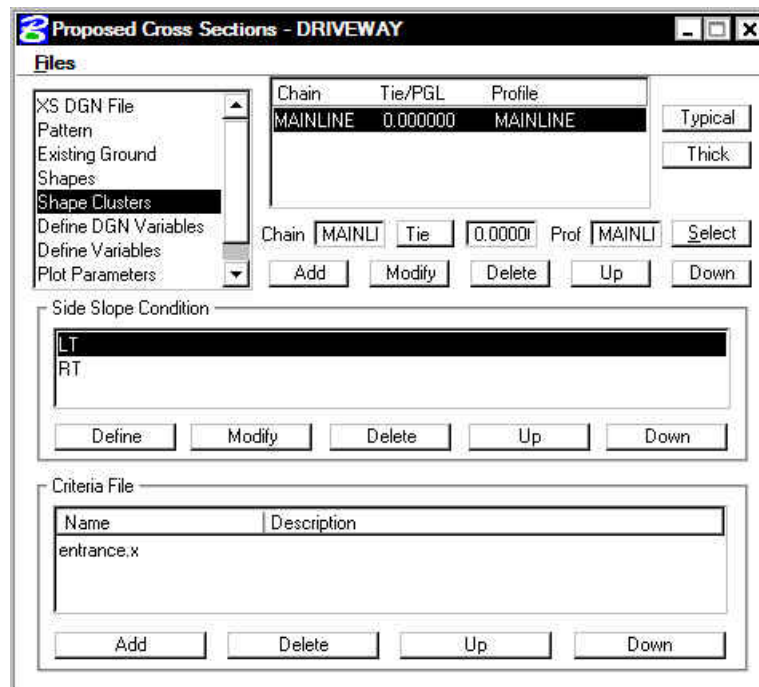 Proposed Cross Sections - DRIVEWAY
Files
XS DGN File
Pattern
Existing Ground
Shapes
Shape Clusters
Define DGN Variables
Define Variables
Plot Parameters
Chain Tie/PGL Profile
MAINLINE 0.000000 MAINLINE
Typical
Thick
Chain MAINLI Tie 0.0000 Prof MAINLI Select
Add Modify Delete Up Down
Side Slope Condition
LT
RT
Define Modify Delete Up Down
Criteria File
Name Description
entrance.x
Add Delete Up Down